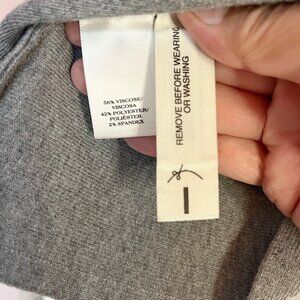 56% VISCOSE/
VISCOSA
42% POLYESTER/
POLIÉSTER
2% SPANDEX
REMOVE BEFORE WEARING
OR WASHING